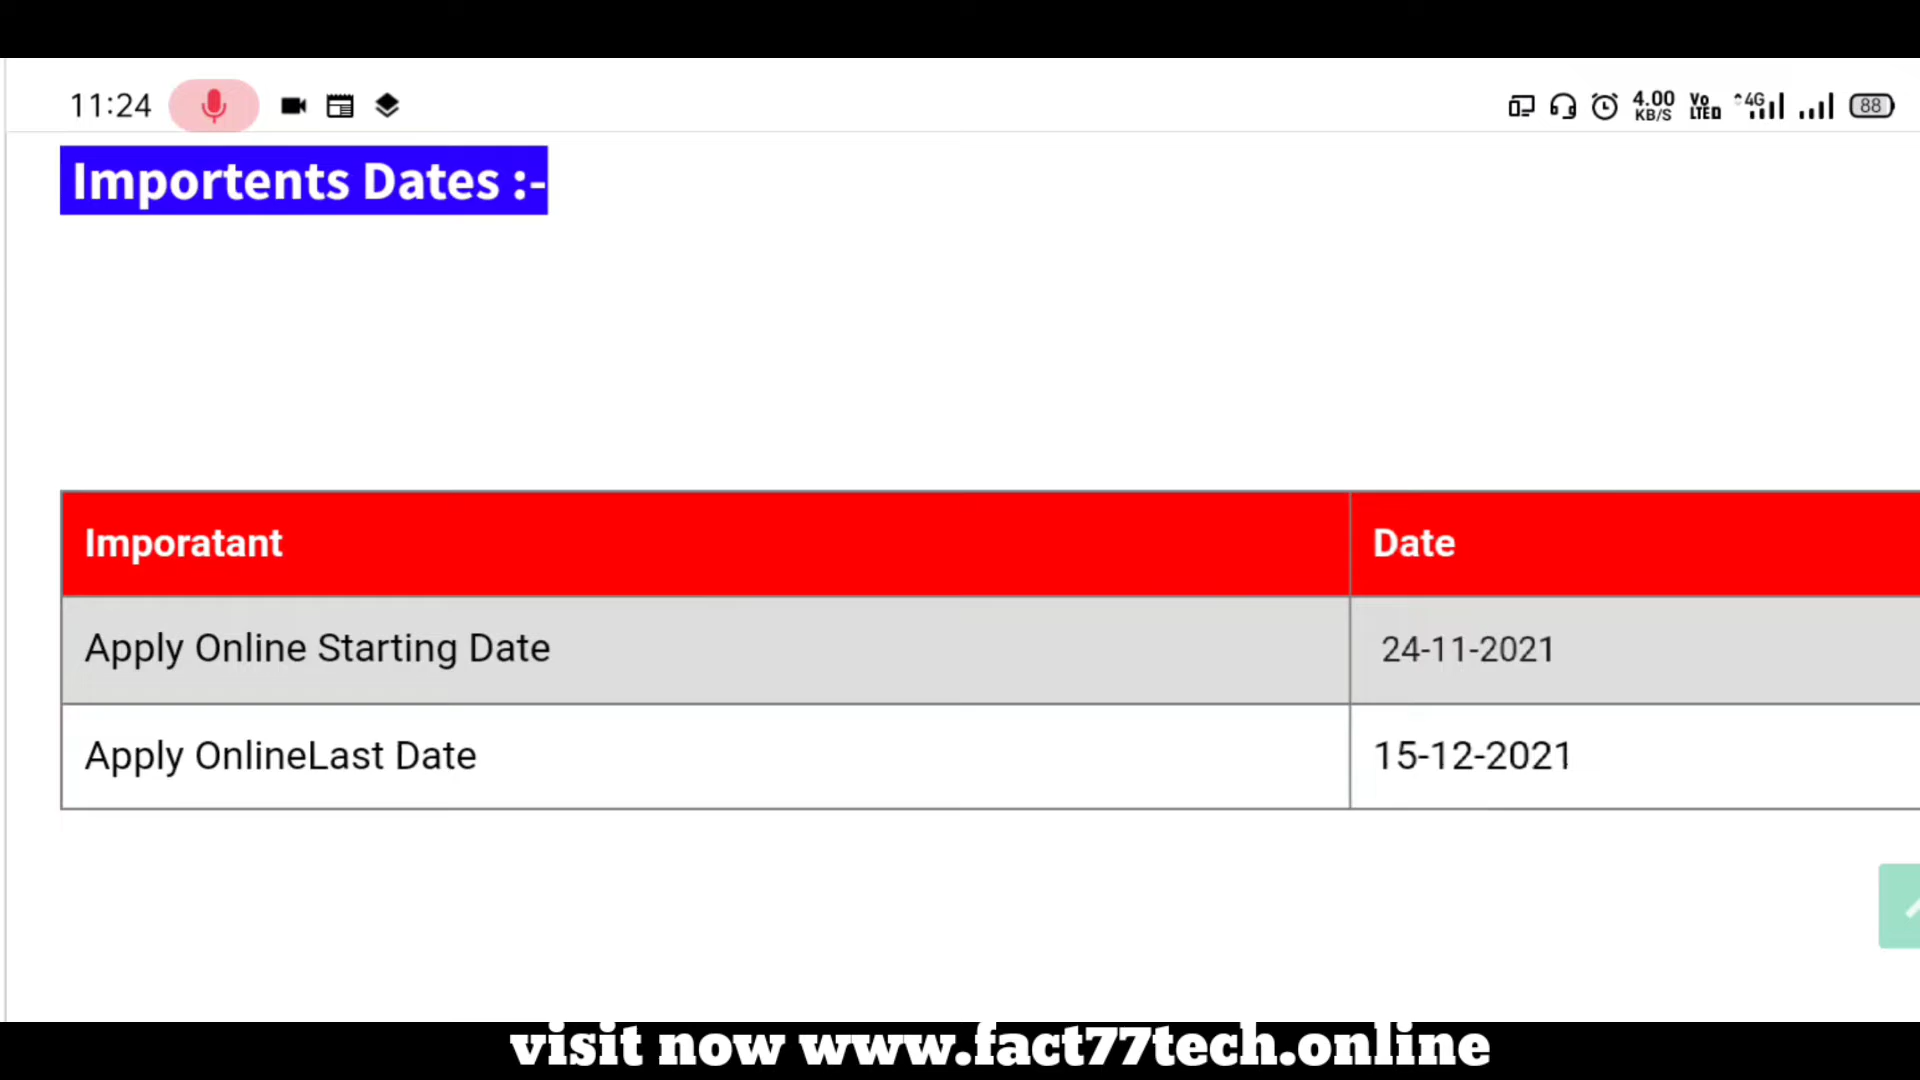 11:24
4.00 KB/S Vo LTE 4G 88
Importents Dates :-
Imporatant Date
Apply Online Starting Date 24-11-2021
Apply OnlineLast Date 15-12-2021
visit now www.fact77tech.online